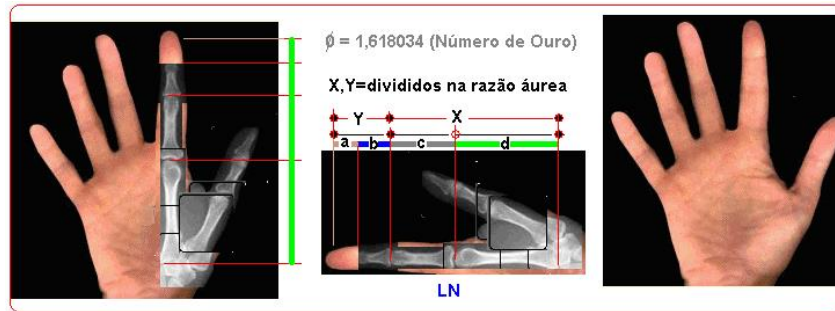 φ = 1,618034 (Número de Ouro)
X,Y=divididos na razão áurea
Y X
a b c d
LN